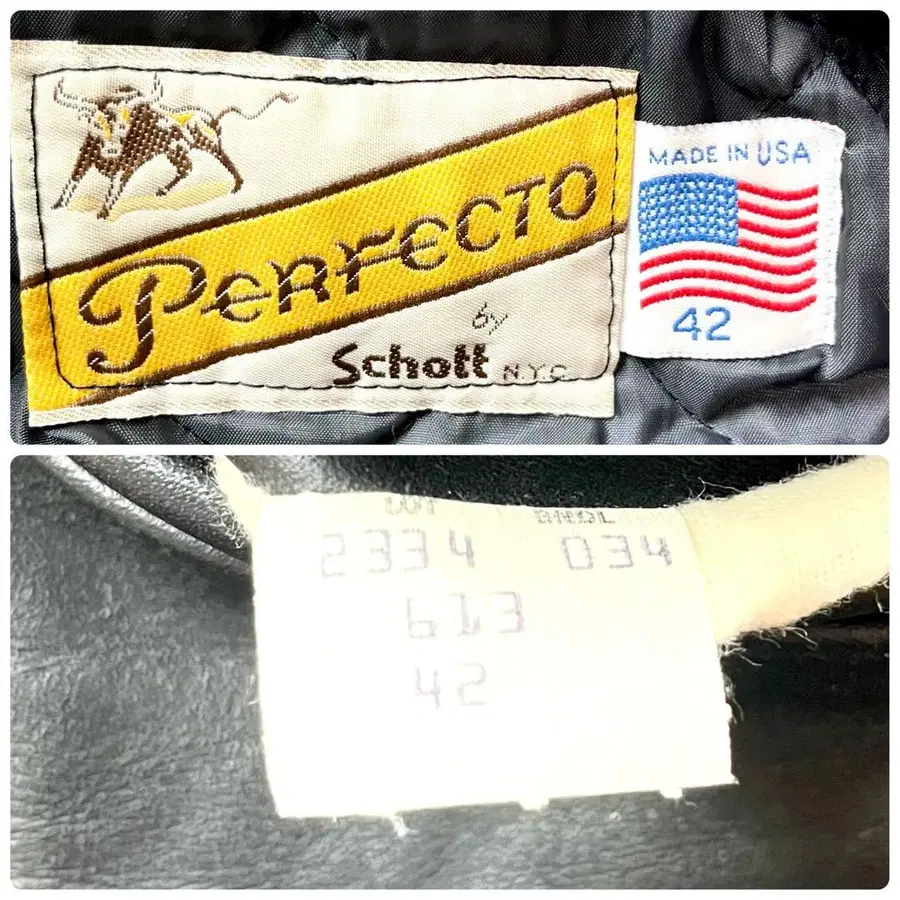 PERFECTO
by
Schott N.Y.C.
MADE IN USA
42
2334 034
613
42